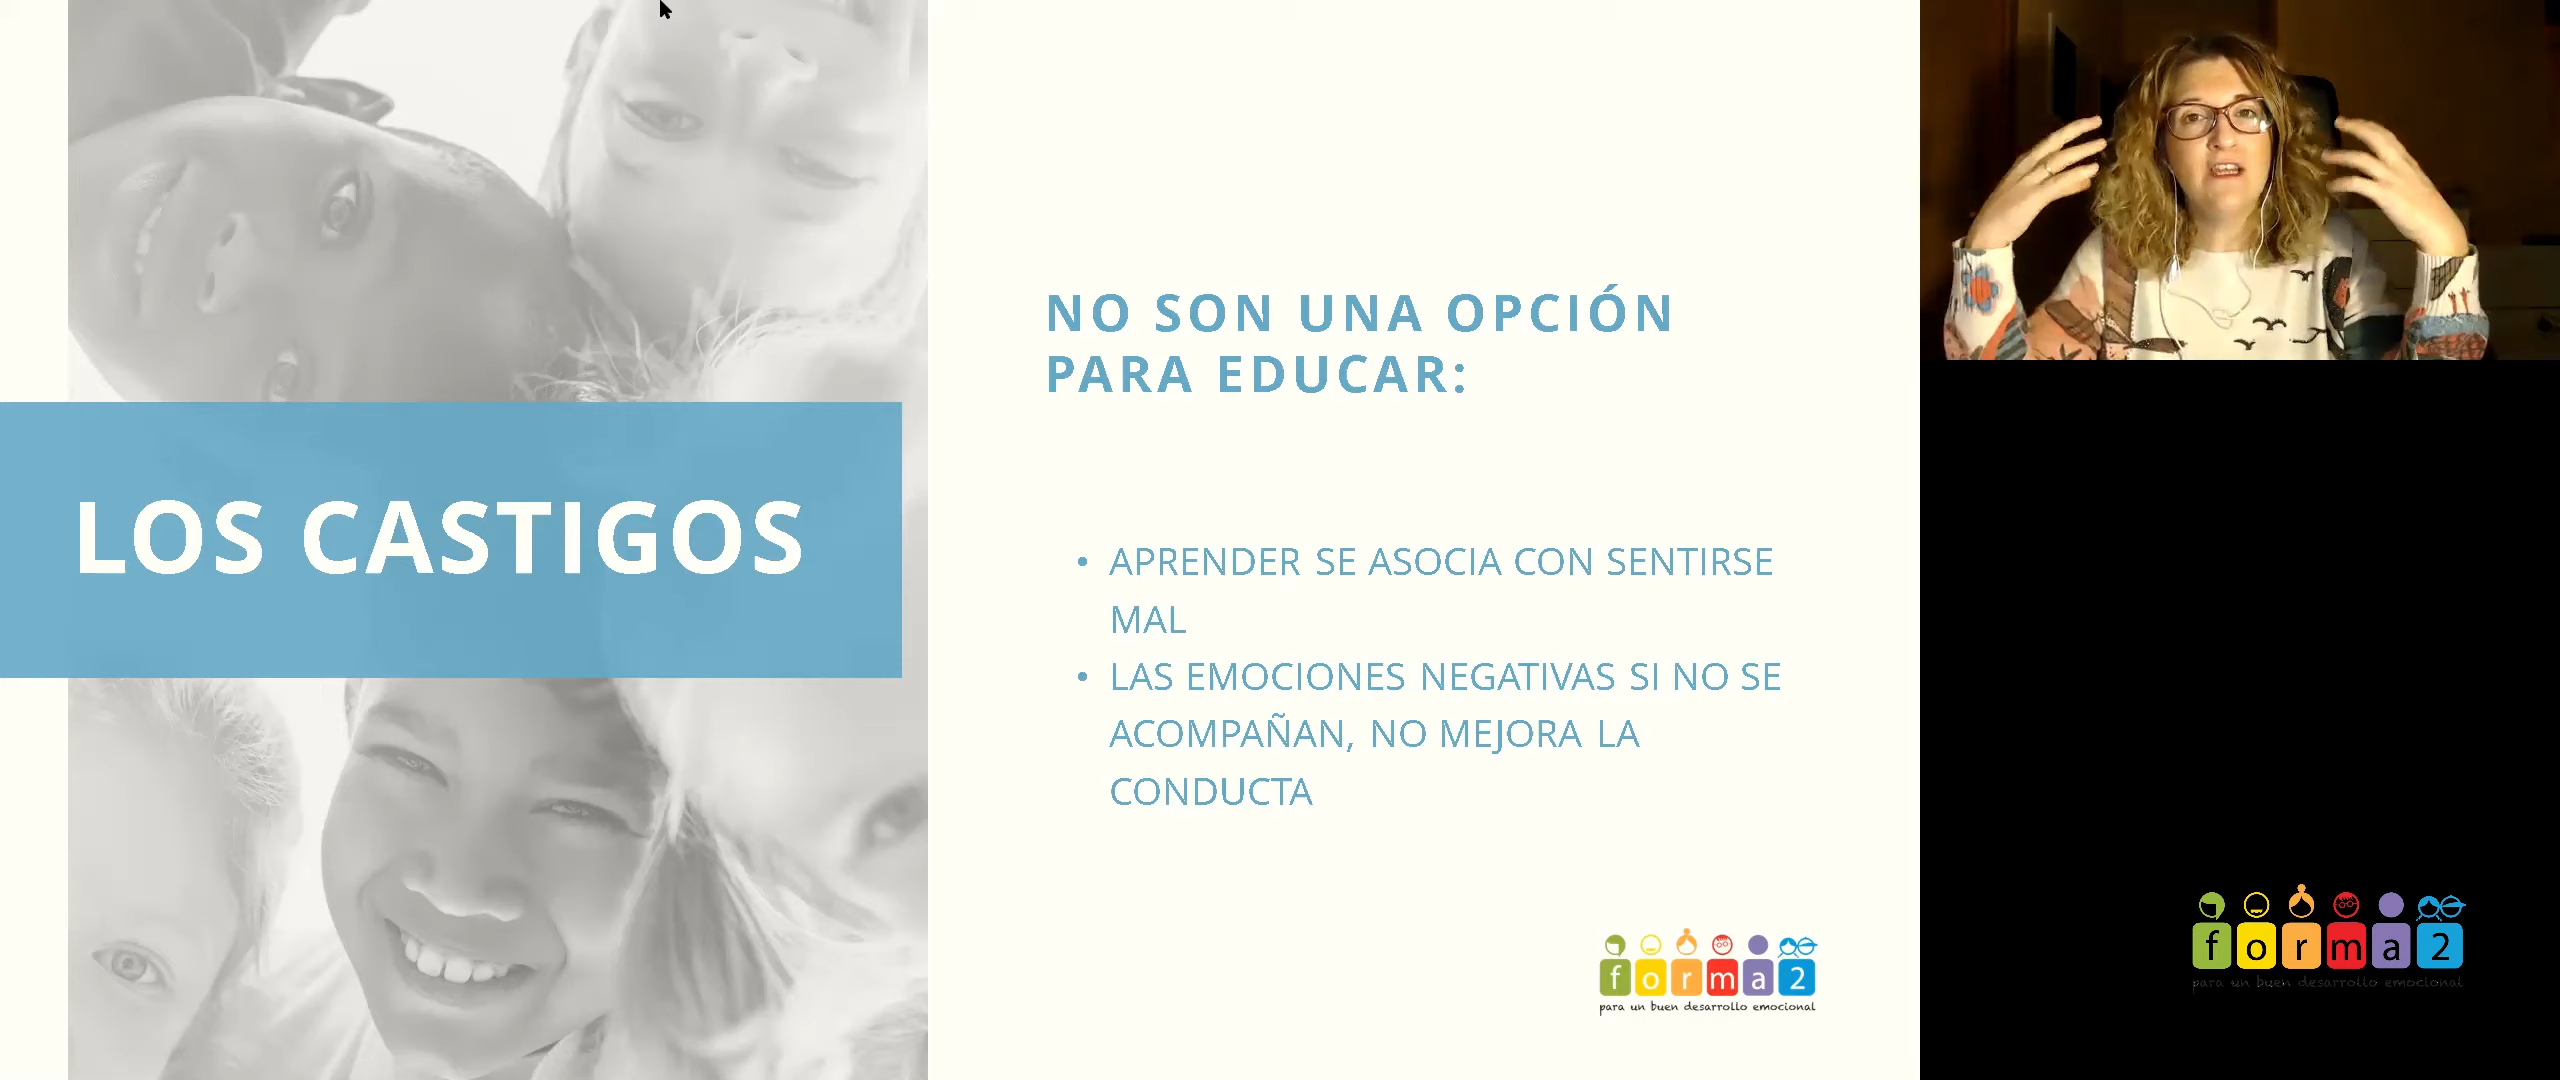 LOS CASTIGOS
NO SON UNA OPCIÓN
PARA EDUCAR:
• APRENDER SE ASOCIA CON SENTIRSE
MAL
• LAS EMOCIONES NEGATIVAS SI NO SE
ACOMPAÑAN, NO MEJORA LA
CONDUCTA
forma2
para un buen desarrollo emocional
forma2
para un buen desarrollo emocional